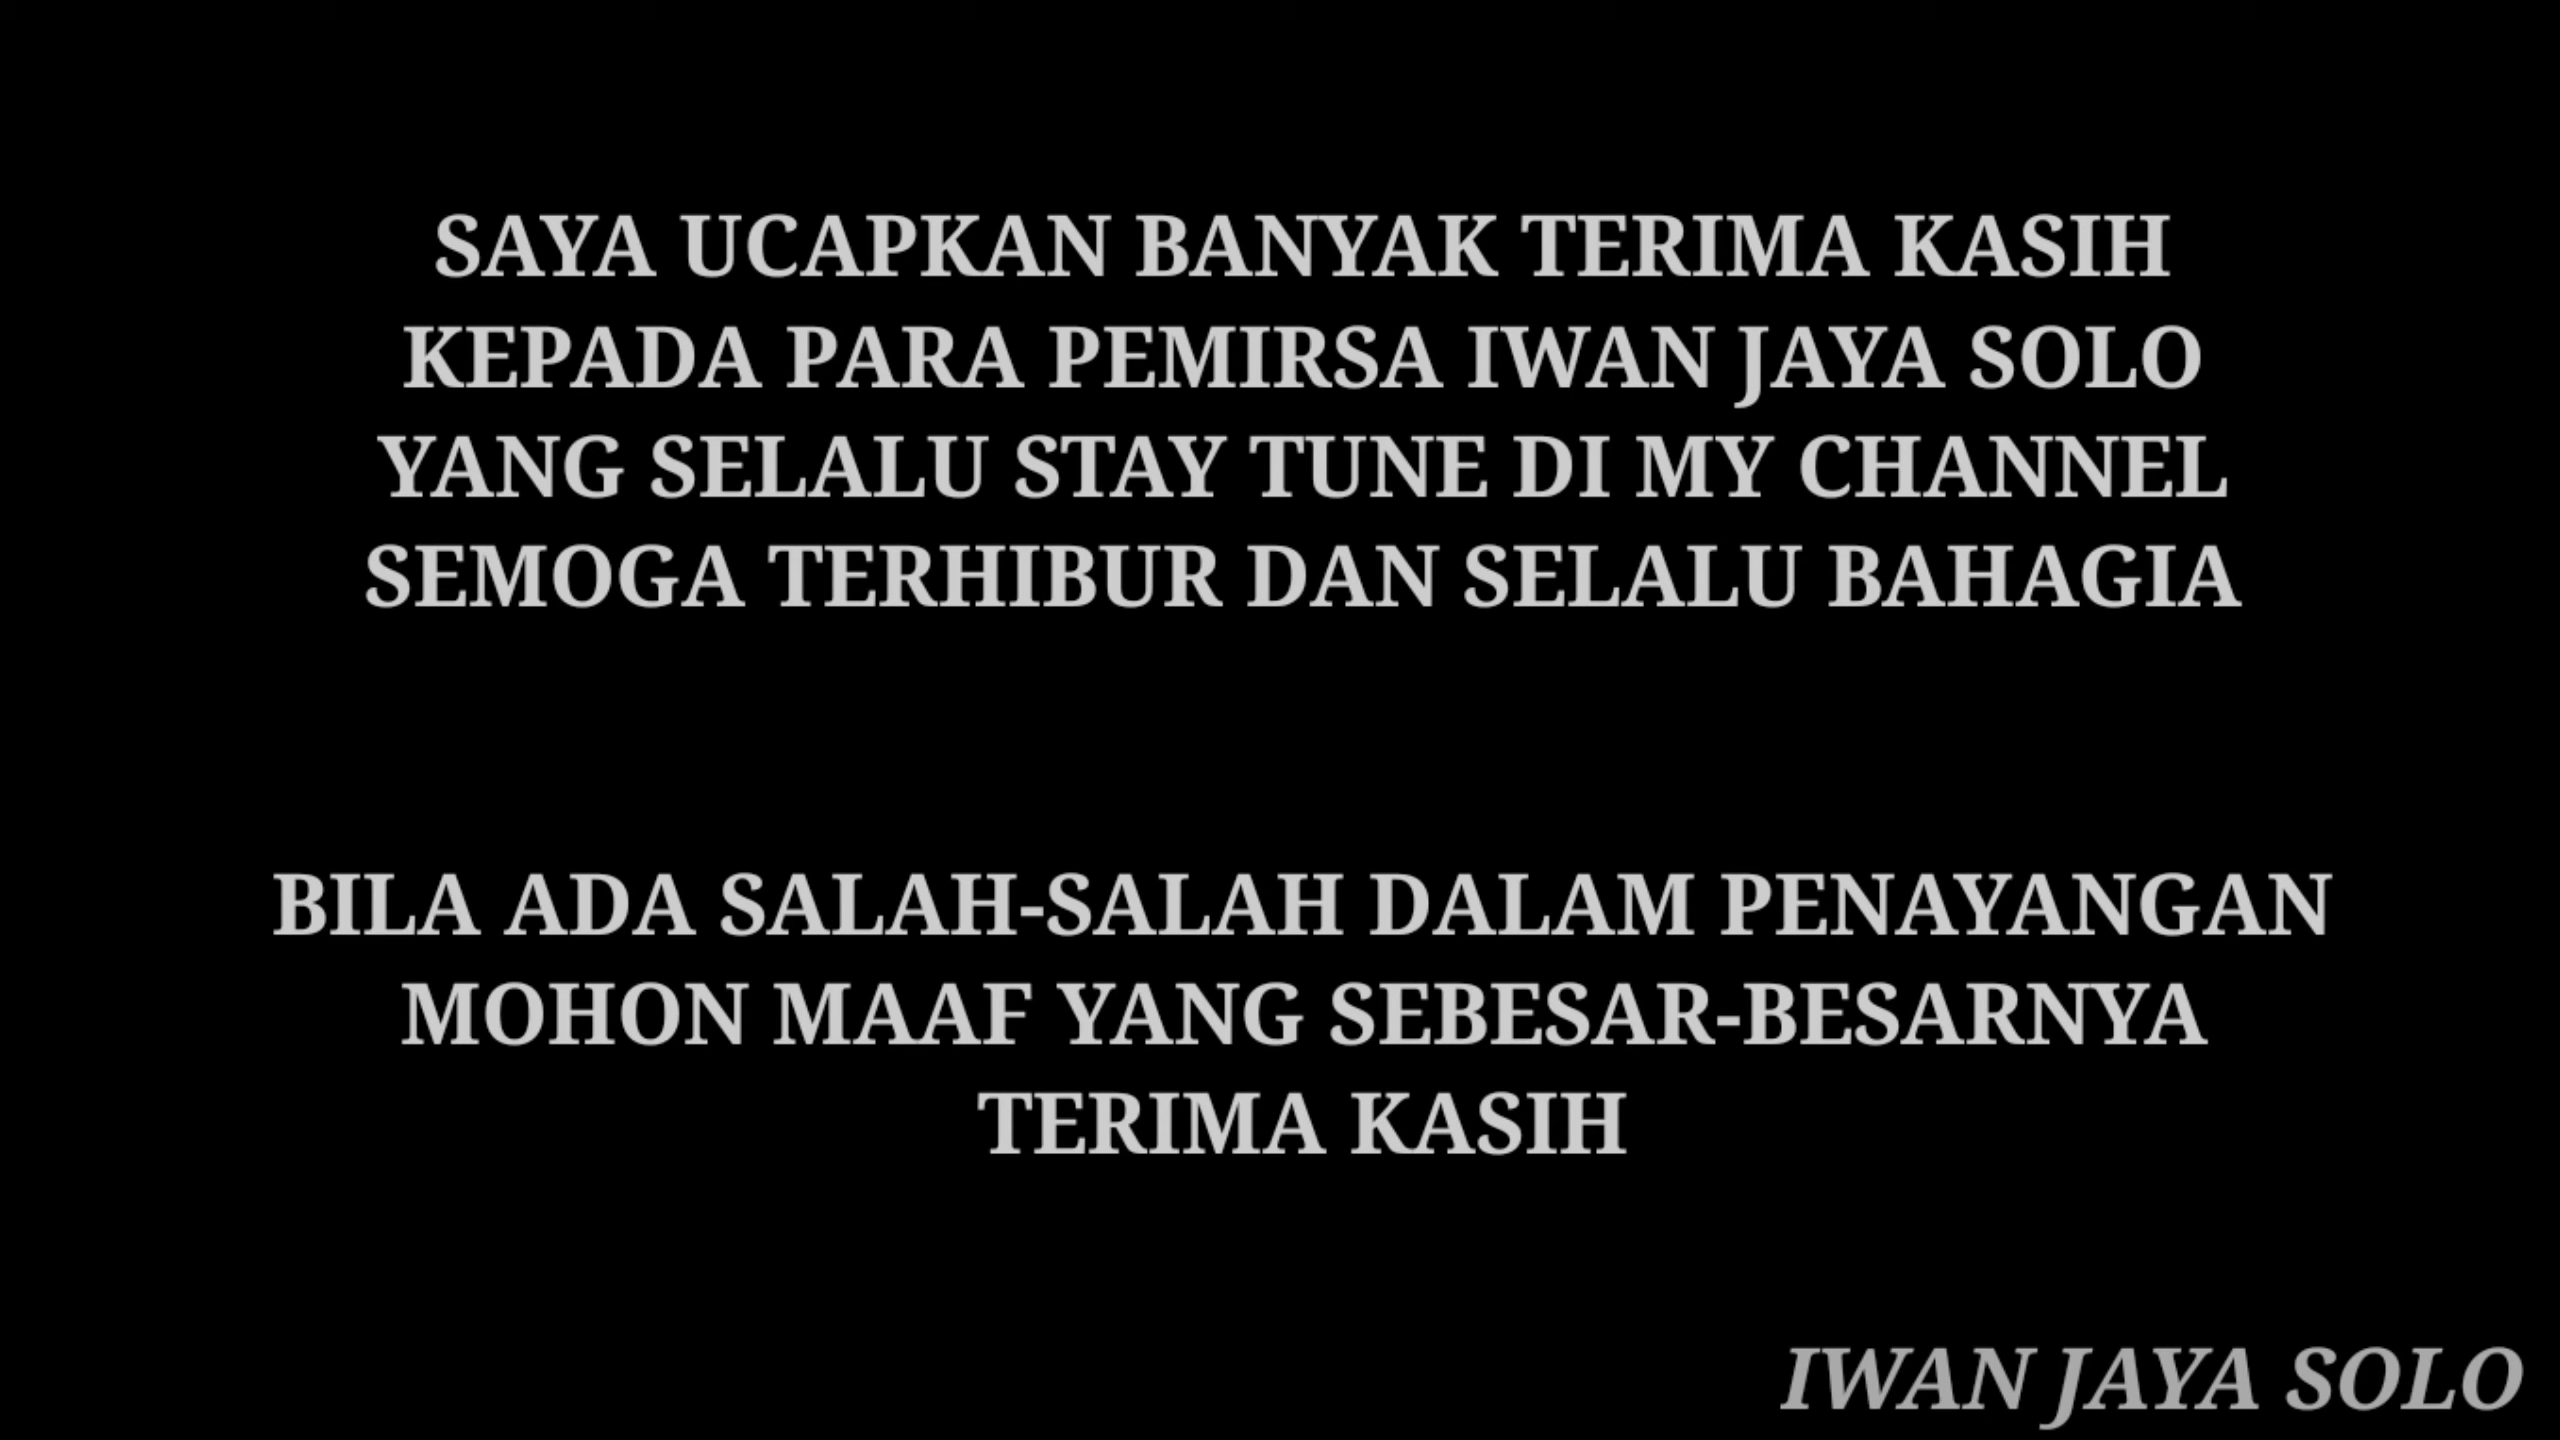 SAYA UCAPKAN BANYAK TERIMA KASIH
KEPADA PARA PEMIRSA IWAN JAYA SOLO
YANG SELALU STAY TUNE DI MY CHANNEL
SEMOGA TERHIBUR DAN SELALU BAHAGIA
BILA ADA SALAH-SALAH DALAM PENAYANGAN
MOHON MAAF YANG SEBESAR-BESARNYA
TERIMA KASIH
IWAN JAYA SOLO